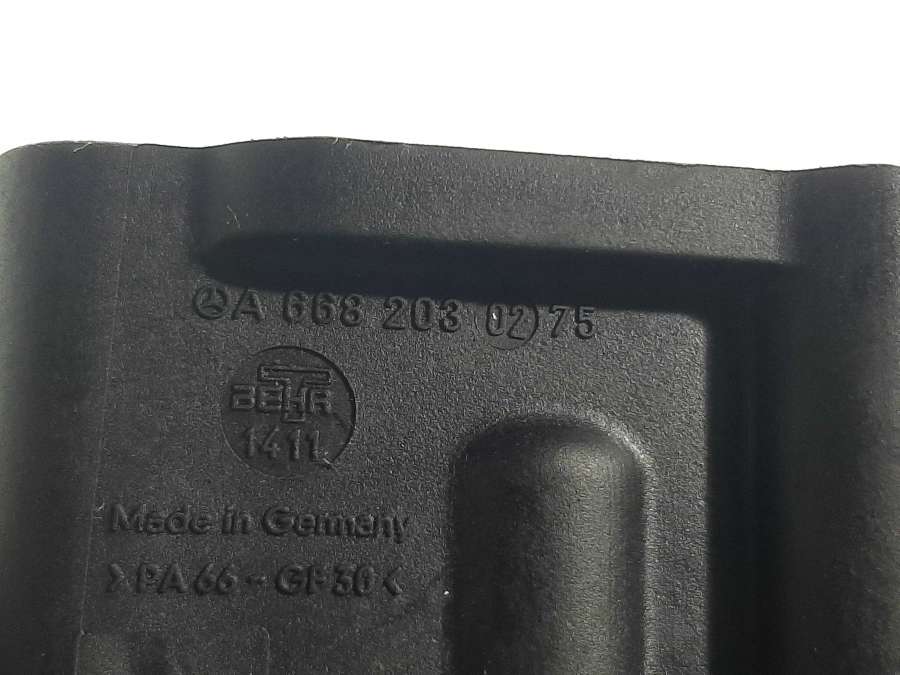 A 668 203 02 75
BEHR
1411
Made in Germany
>PA 66 - GF 30<